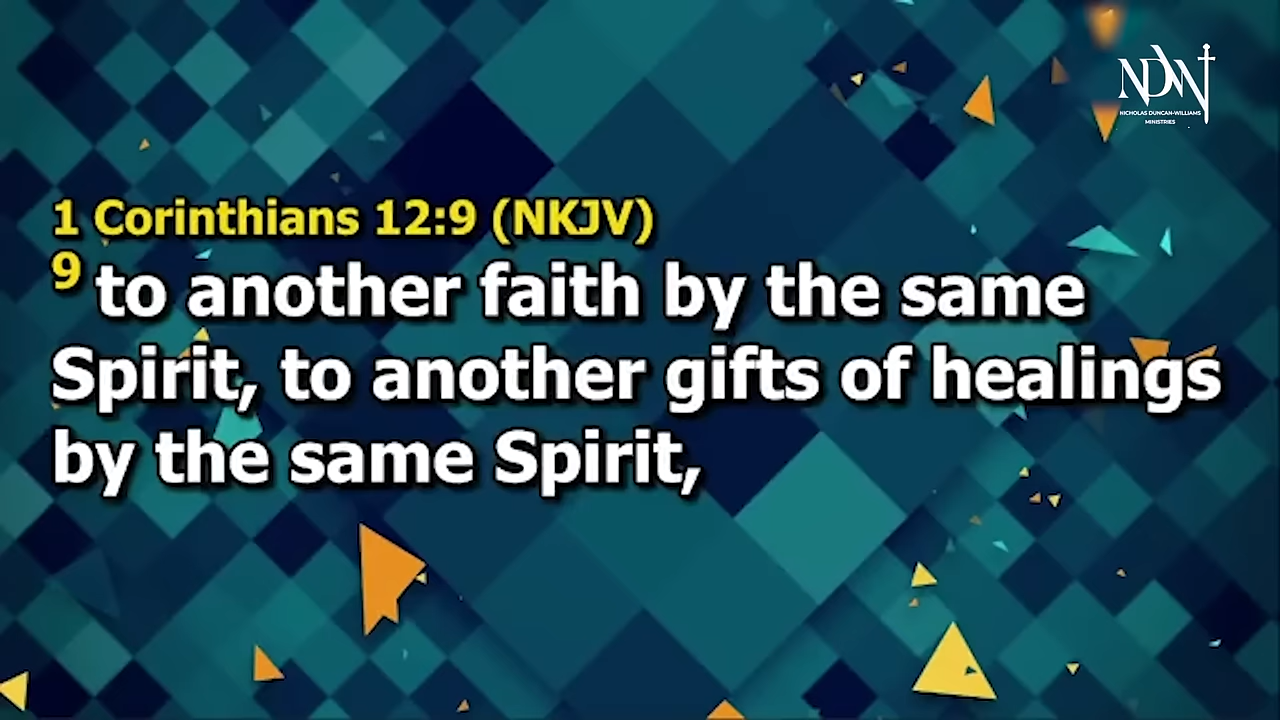 NDW
NICHOLAS DUNCAN-WILLIAMS
MINISTRIES
1 Corinthians 12:9 (NKJV)
9 to another faith by the same
Spirit, to another gifts of healings
by the same Spirit,